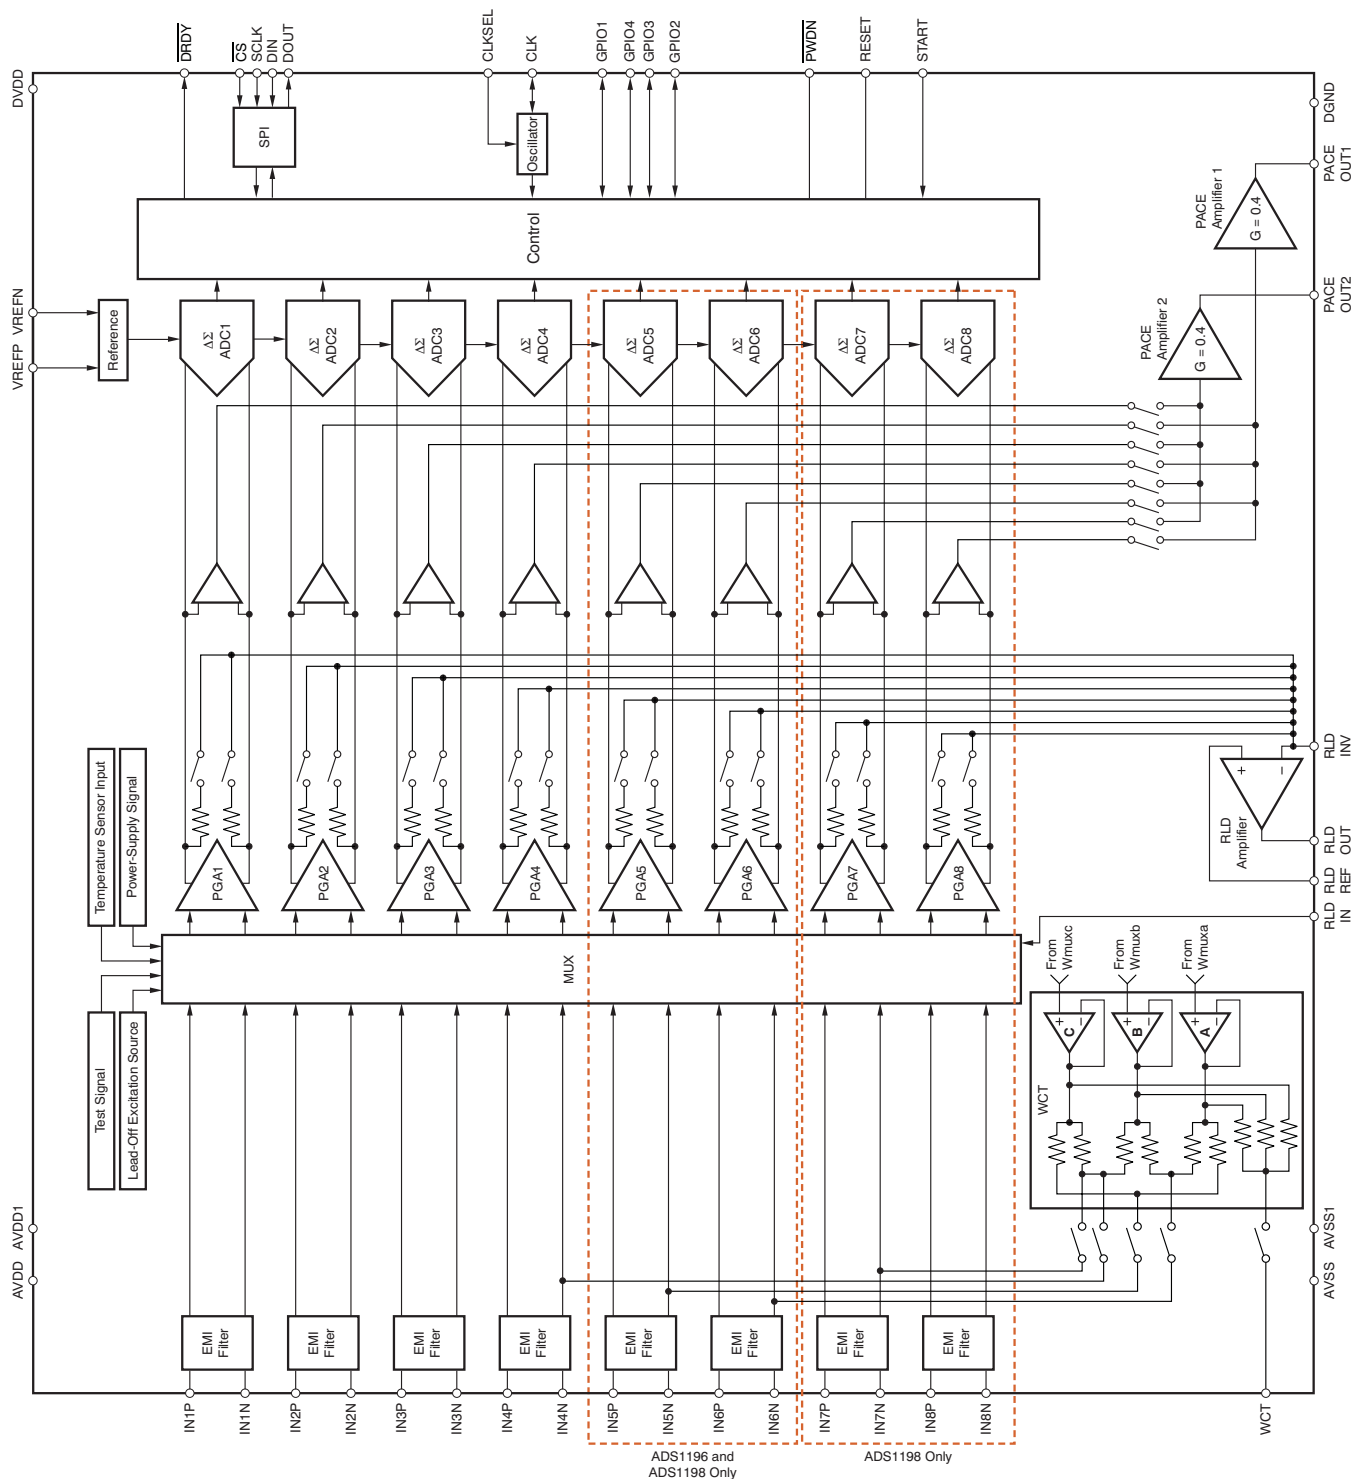 DVDD
DRDY
CS
SCLK
DIN
DOUT
CLKSEL
CLK
GPIO1
GPIO4
GPIO3
GPIO2
PWDN
RESET
START
DGND
SPI
Oscillator
Control
PACE
OUT1
PACE
Amplifier 1
G = 0.4
PACE
OUT2
PACE
Amplifier 2
G = 0.4
VREFP
VREFN
Reference
ΔΣ
ADC1
ΔΣ
ADC2
ΔΣ
ADC3
ΔΣ
ADC4
ΔΣ
ADC5
ΔΣ
ADC6
ΔΣ
ADC7
ΔΣ
ADC8
Temperature Sensor Input
Power-Supply Signal
Test Signal
Lead-Off Excitation Source
PGA1
PGA2
PGA3
PGA4
PGA5
PGA6
PGA7
PGA8
MUX
RLD
INV
+
−
RLD
Amplifier
RLD
OUT
RLD
REF
RLD
IN
From
Wmuxc
From
Wmuxb
From
Wmuxa
+
−
C
+
−
B
+
−
A
WCT
AVDD1
AVDD
AVSS1
AVSS
EMI
Filter
EMI
Filter
EMI
Filter
EMI
Filter
EMI
Filter
EMI
Filter
EMI
Filter
EMI
Filter
IN1P
IN1N
IN2P
IN2N
IN3P
IN3N
IN4P
IN4N
IN5P
IN5N
IN6P
IN6N
IN7P
IN7N
IN8P
IN8N
WCT
ADS1196 and
ADS1198 Only
ADS1198 Only